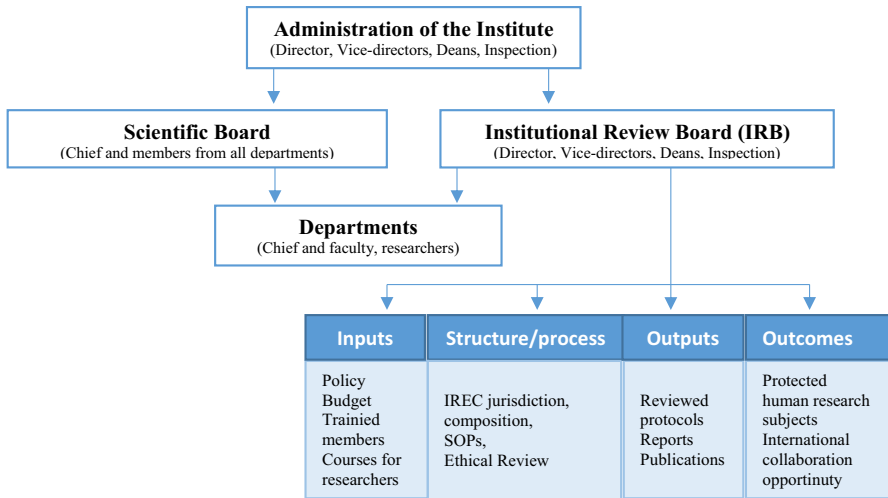 Administration of the Institute
(Director, Vice-directors, Deans, Inspection)
Scientific Board
(Chief and members from all departments)
Institutional Review Board (IRB)
(Director, Vice-directors, Deans, Inspection)
Departments
(Chief and faculty, researchers)
Inputs
Structure/process
Outputs
Outcomes
Policy
Budget
Trainied
members
Courses for
researchers
IREC jurisdiction,
composition,
SOPs,
Ethical Review
Reviewed
protocols
Reports
Publications
Protected
human research
subjects
International
collaboration
opportinuty